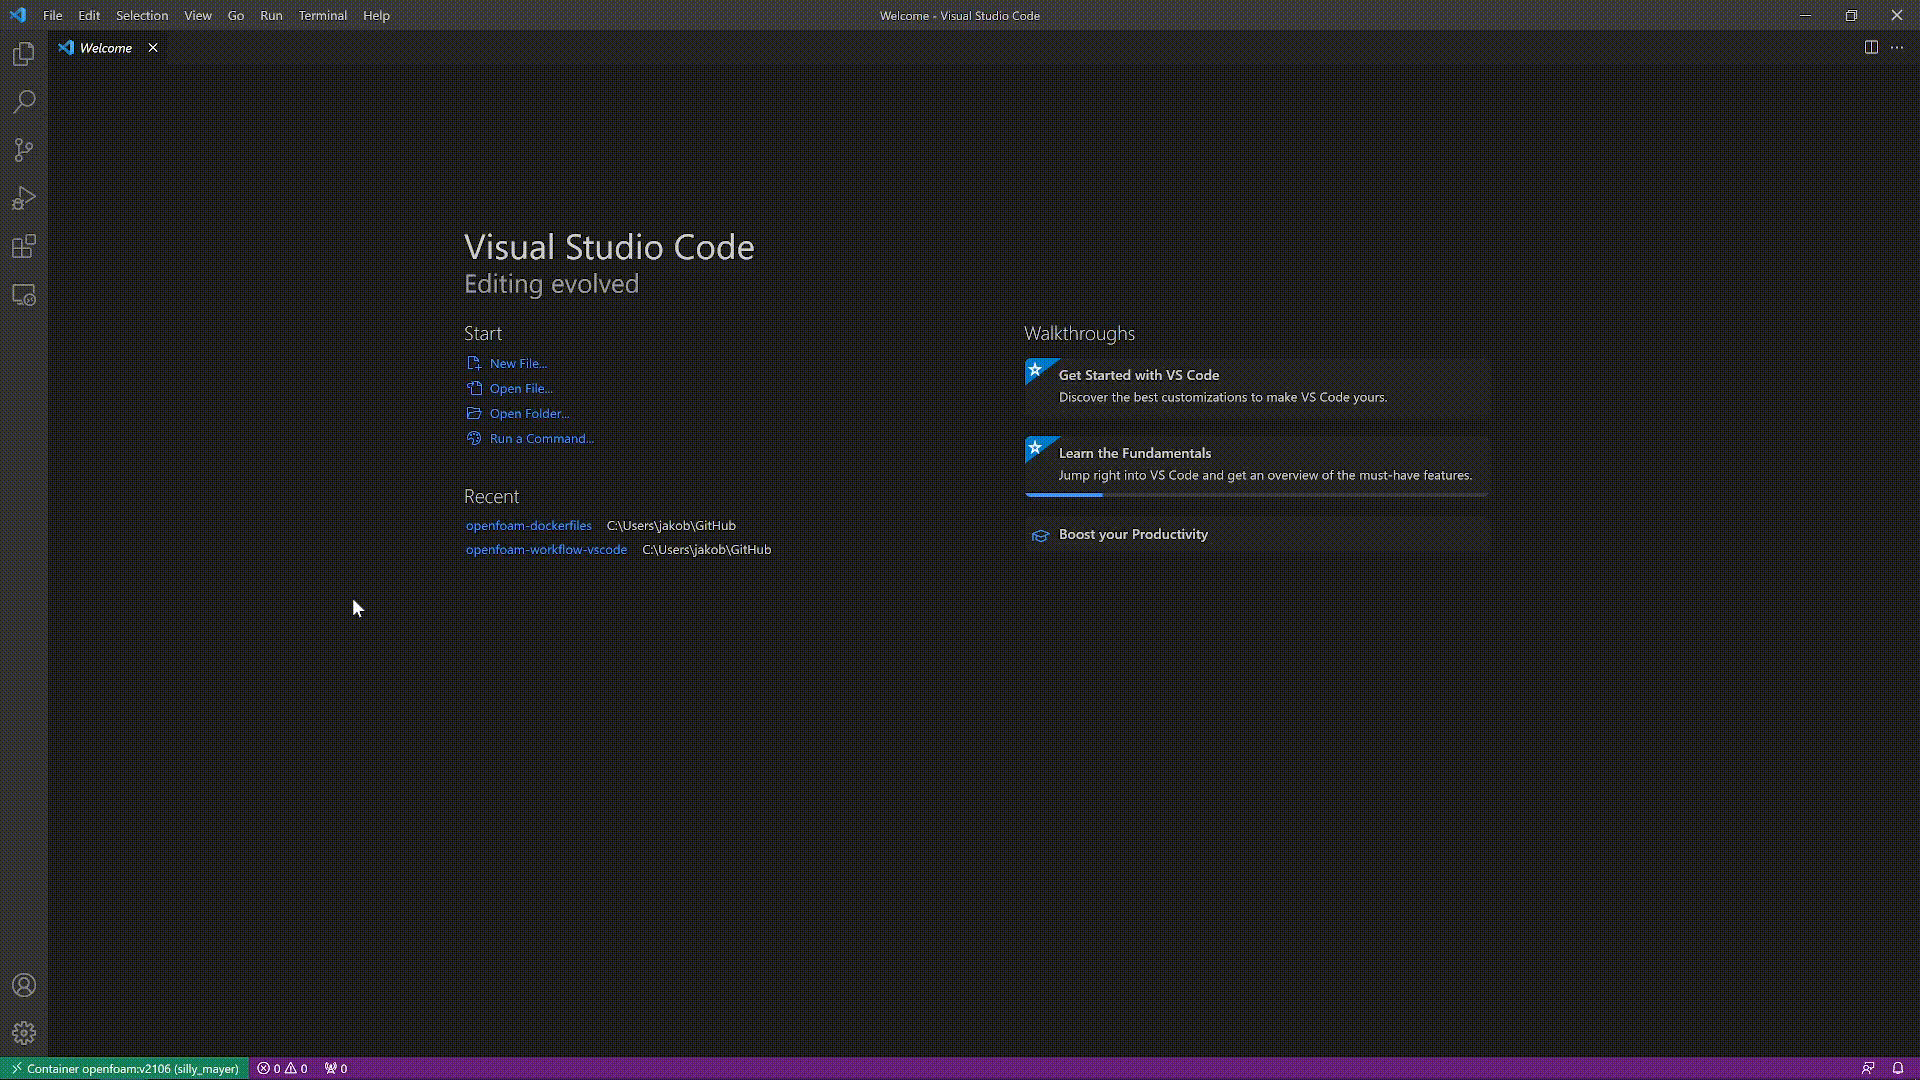 File Edit Selection View Go Run Terminal Help
Welcome - Visual Studio Code
Welcome
Visual Studio Code
Editing evolved
Start
New File...
Open File...
Open Folder...
Run a Command...
Recent
openfoam-dockerfiles C:\Users\jakob\GitHub
openfoam-workflow-vscode C:\Users\jakob\GitHub
Walkthroughs
Get Started with VS Code
Discover the best customizations to make VS Code yours.
Learn the Fundamentals
Jump right into VS Code and get an overview of the must-have features.
Boost your Productivity
Container openfoam:v2106 (silly_mayer) 0 0 0